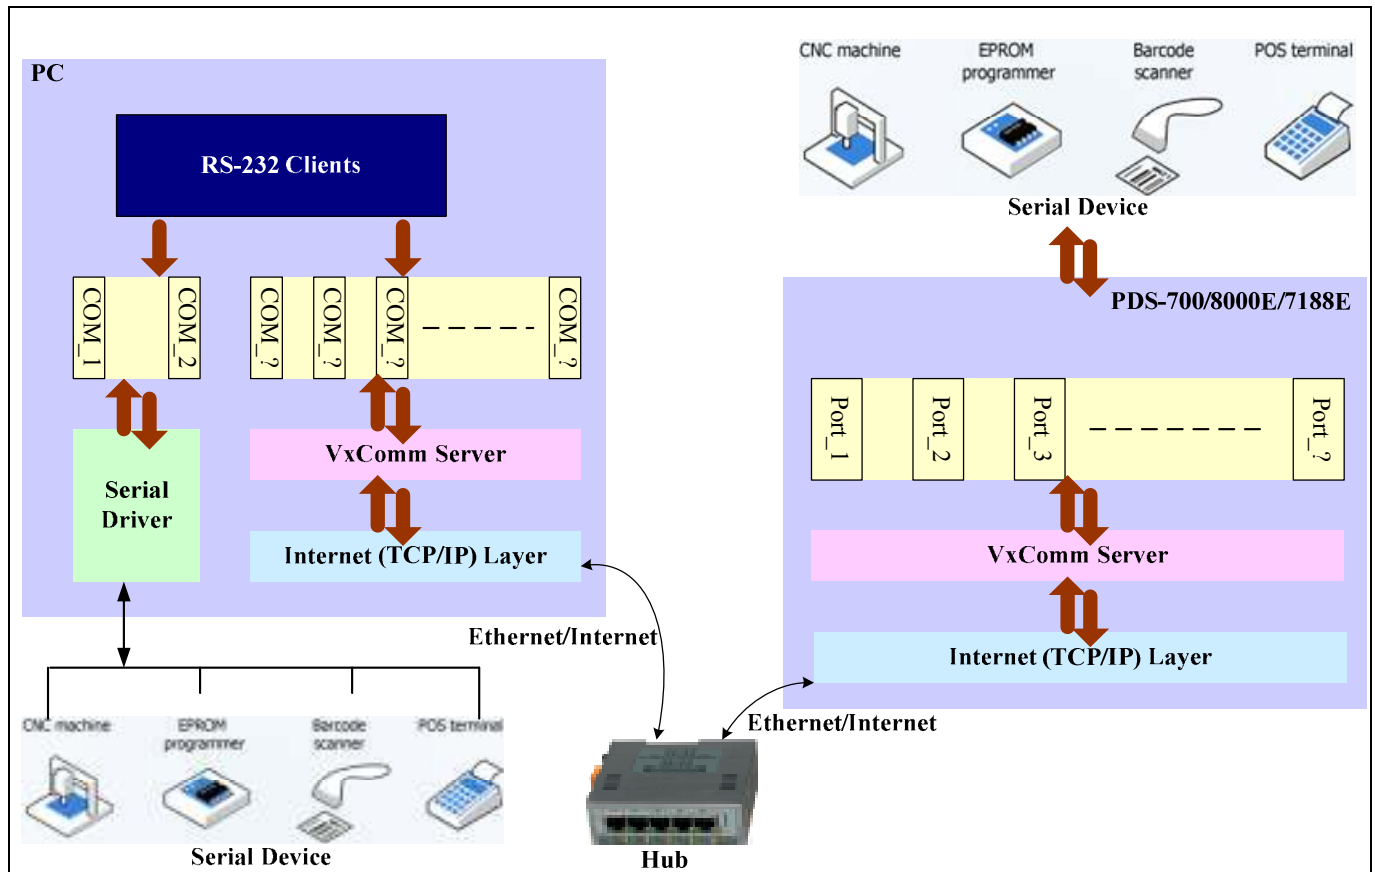 PC
RS-232 Clients
COM_1
COM_2
COM_?
COM_?
COM_?
COM_?
Serial
Driver
VxComm Server
Internet (TCP/IP) Layer
Ethernet/Internet
CNC machine
EPROM
programmer
Barcode
scanner
POS terminal
Serial Device
Hub
CNC machine
EPROM
programmer
Barcode
scanner
POS terminal
Serial Device
PDS-700/8000E/7188E
Port_1
Port_2
Port_3
Port_?
VxComm Server
Internet (TCP/IP) Layer
Ethernet/Internet